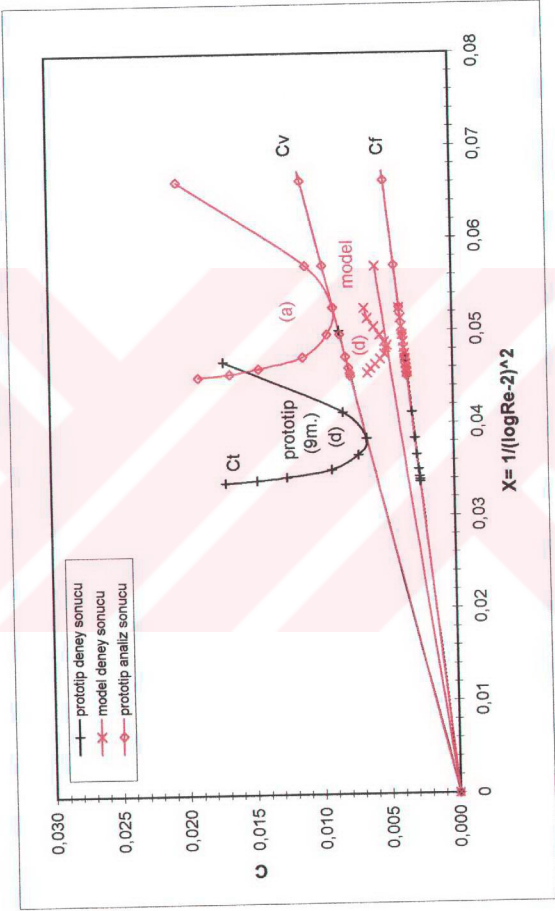 prototip deney sonucu
model deney sonucu
prototip analiz sonucu
C
0,030
0,025
0,020
0,015
0,010
0,005
0,000
Ct
prototip
(9m.)
(d)
(a)
(d)
model
Cv
Cf
0
0,01
0,02
0,03
0,04
0,05
0,06
0,07
0,08
X= 1/(logRe-2)^2